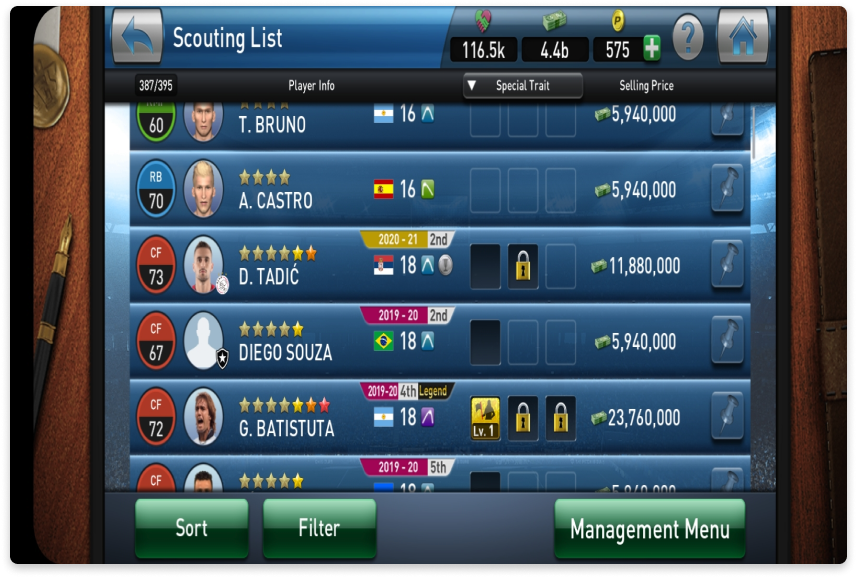 Scouting List
116.5k
4.4b
P
575
?
387/395
Player Info
▼ Special Trait
Selling Price
60
T. BRUNO
16
5,940,000
RB
70
A. CASTRO
16
5,940,000
2020 - 21 2nd
CF
73
D. TADIĆ
18
11,880,000
2019 - 20 2nd
CF
67
DIEGO SOUZA
18
5,940,000
2019-20 4th Legend
CF
72
G. BATISTUTA
18
Lv. 1
23,760,000
2019 - 20 5th
CF
Sort
Filter
Management Menu